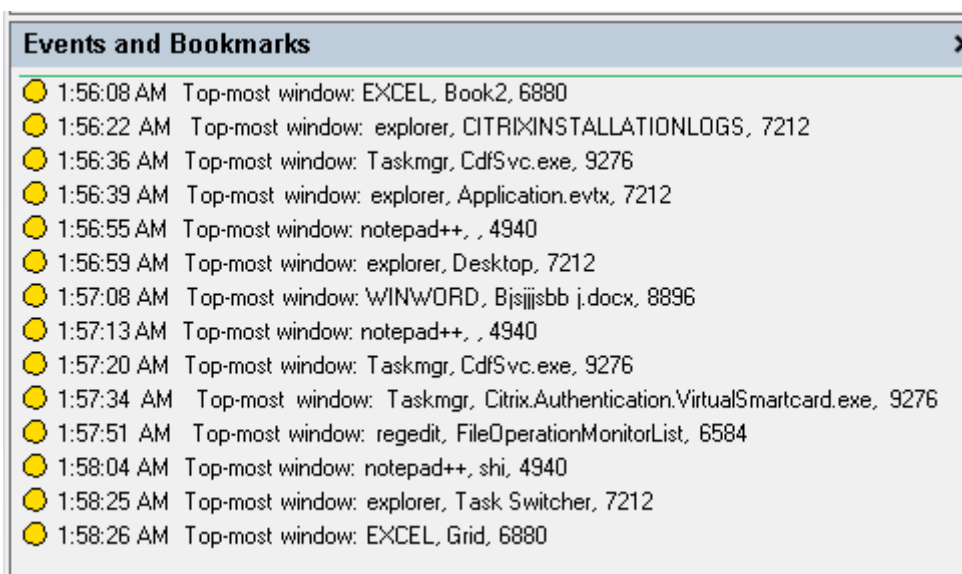 Events and Bookmarks
1:56:08 AM Top-most window: EXCEL, Book2, 6880
1:56:22 AM Top-most window: explorer, CITRIXINSTALLATIONLOGS, 7212
1:56:36 AM Top-most window: Taskmgr, CdfSvc.exe, 9276
1:56:39 AM Top-most window: explorer, Application.evtx, 7212
1:56:55 AM Top-most window: notepad++, , 4940
1:56:59 AM Top-most window: explorer, Desktop, 7212
1:57:08 AM Top-most window: WINWORD, Bjsjjjsbb j.docx, 8896
1:57:13 AM Top-most window: notepad++, , 4940
1:57:20 AM Top-most window: Taskmgr, CdfSvc.exe, 9276
1:57:34 AM Top-most window: Taskmgr, Citrix.Authentication.VirtualSmartcard.exe, 9276
1:57:51 AM Top-most window: regedit, FileOperationMonitorList, 6584
1:58:04 AM Top-most window: notepad++, shi, 4940
1:58:25 AM Top-most window: explorer, Task Switcher, 7212
1:58:26 AM Top-most window: EXCEL, Grid, 6880